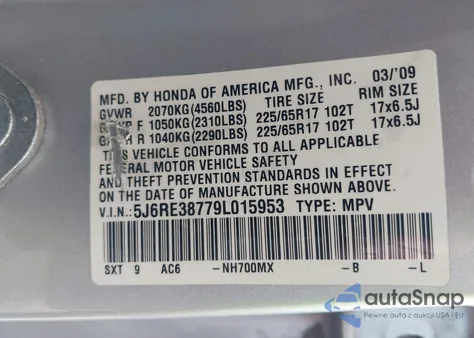 MFD. BY HONDA OF AMERICA MFG., INC. 03/'09
GVWR 2070KG(4560LBS) TIRE SIZE RIM SIZE
F 1050KG(2310LBS) 225/65R17 102T 17x6.5J
R 1040KG(2290LBS) 225/65R17 102T 17x6.5J
THIS VEHICLE CONFORMS TO ALL APPLICABLE
FEDERAL MOTOR VEHICLE SAFETY
AND THEFT PREVENTION STANDARDS IN EFFECT
ON THE DATE OF MANUFACTURE SHOWN ABOVE.
V.I.N.: 5J6RE38779L015953 TYPE: MPV
SXT 9 AC6 -NH700MX -B -L
autoSnap
Pewne auta z USA i EU